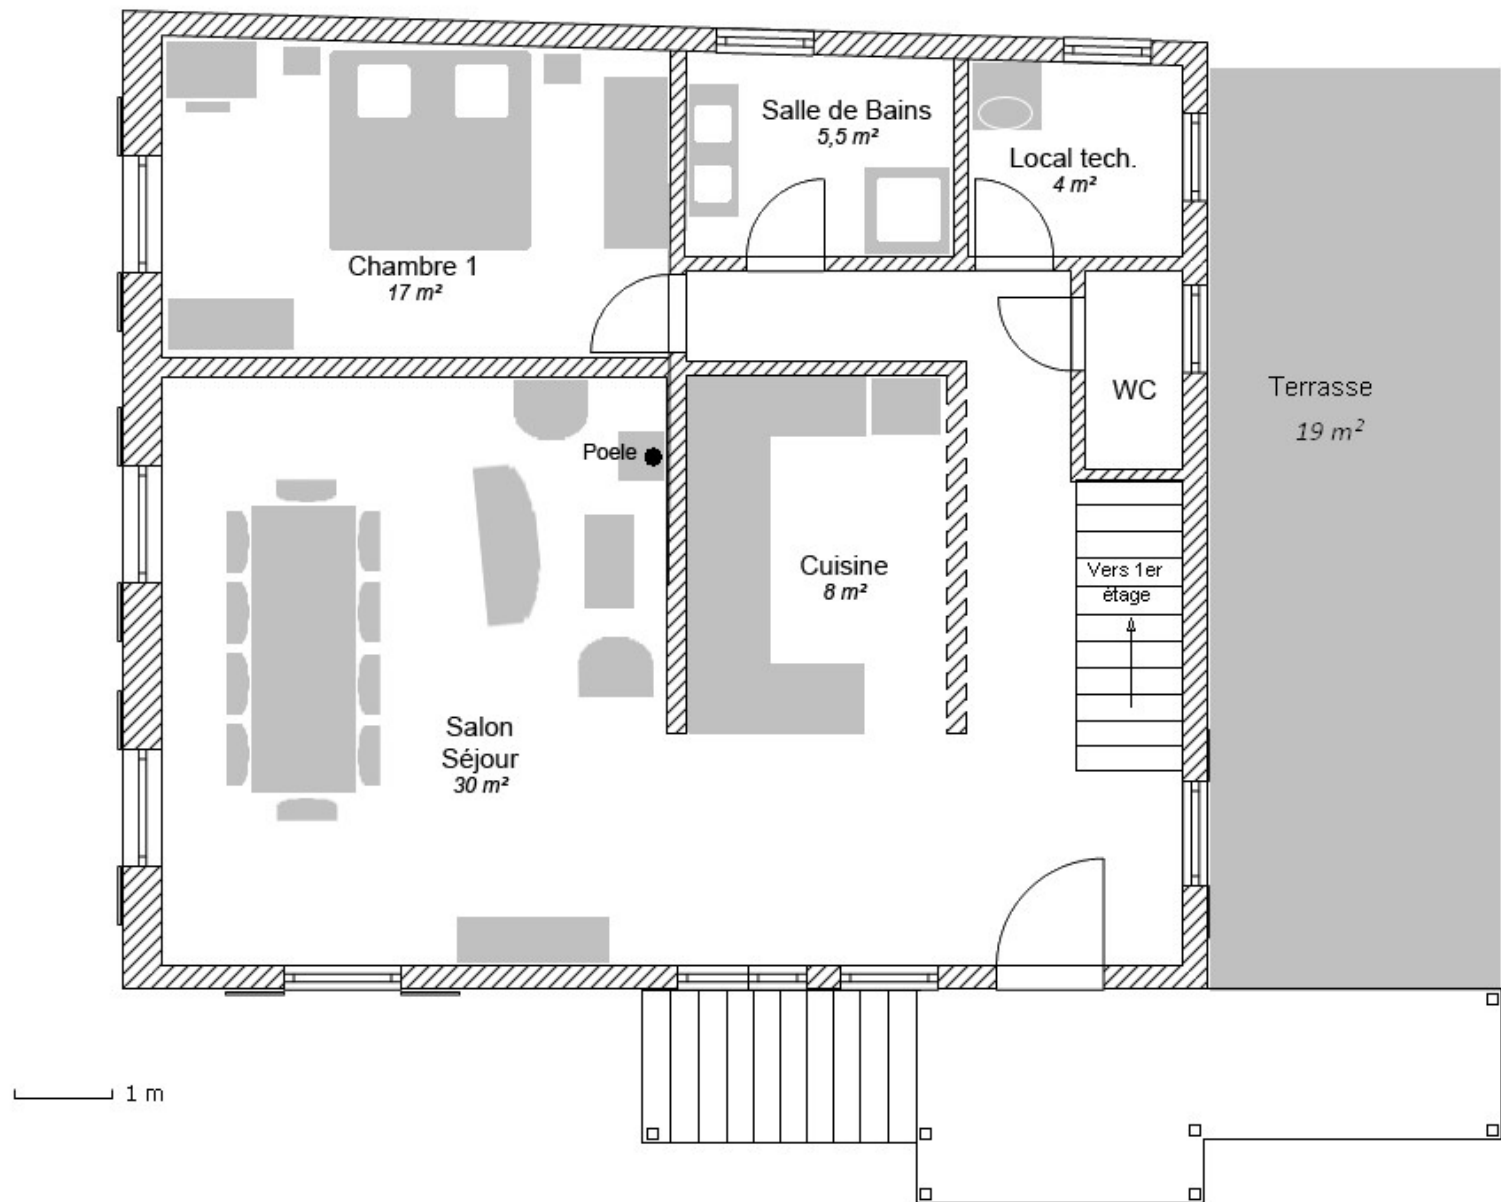 Salle de Bains
5,5 m²
Local tech.
4 m²
Chambre 1
17 m²
WC
Terrasse
19 m²
Poele
Cuisine
8 m²
Vers 1er
étage
Salon
Séjour
30 m²
1 m